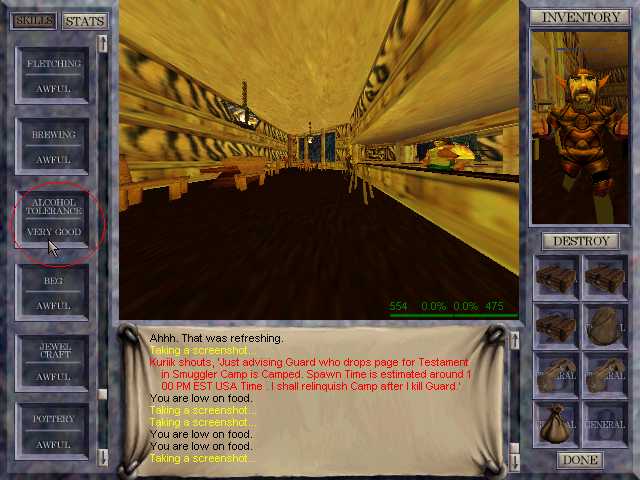 SKILLS
STATS
FLETCHING
AWFUL
BREWING
AWFUL
ALCOHOL
TOLERANCE
VERY GOOD
BEG
AWFUL
JEWEL
CRAFT
AWFUL
POTTERY
AWFUL
554 0.0% 0.0% 475
Ahhh. That was refreshing.
Taking a screenshot...
Kuriik shouts, 'Just advising Guard who drops page for Testament
in Smuggler Camp is Camped. Spawn Time is estimated around 1
00 PM EST USA Time . I shall relinquish Camp after I kill Guard.'
You are low on food.
Taking a screenshot...
Taking a screenshot...
You are low on food.
You are low on food.
Taking a screenshot...
INVENTORY
DESTROY
GENERAL
DONE